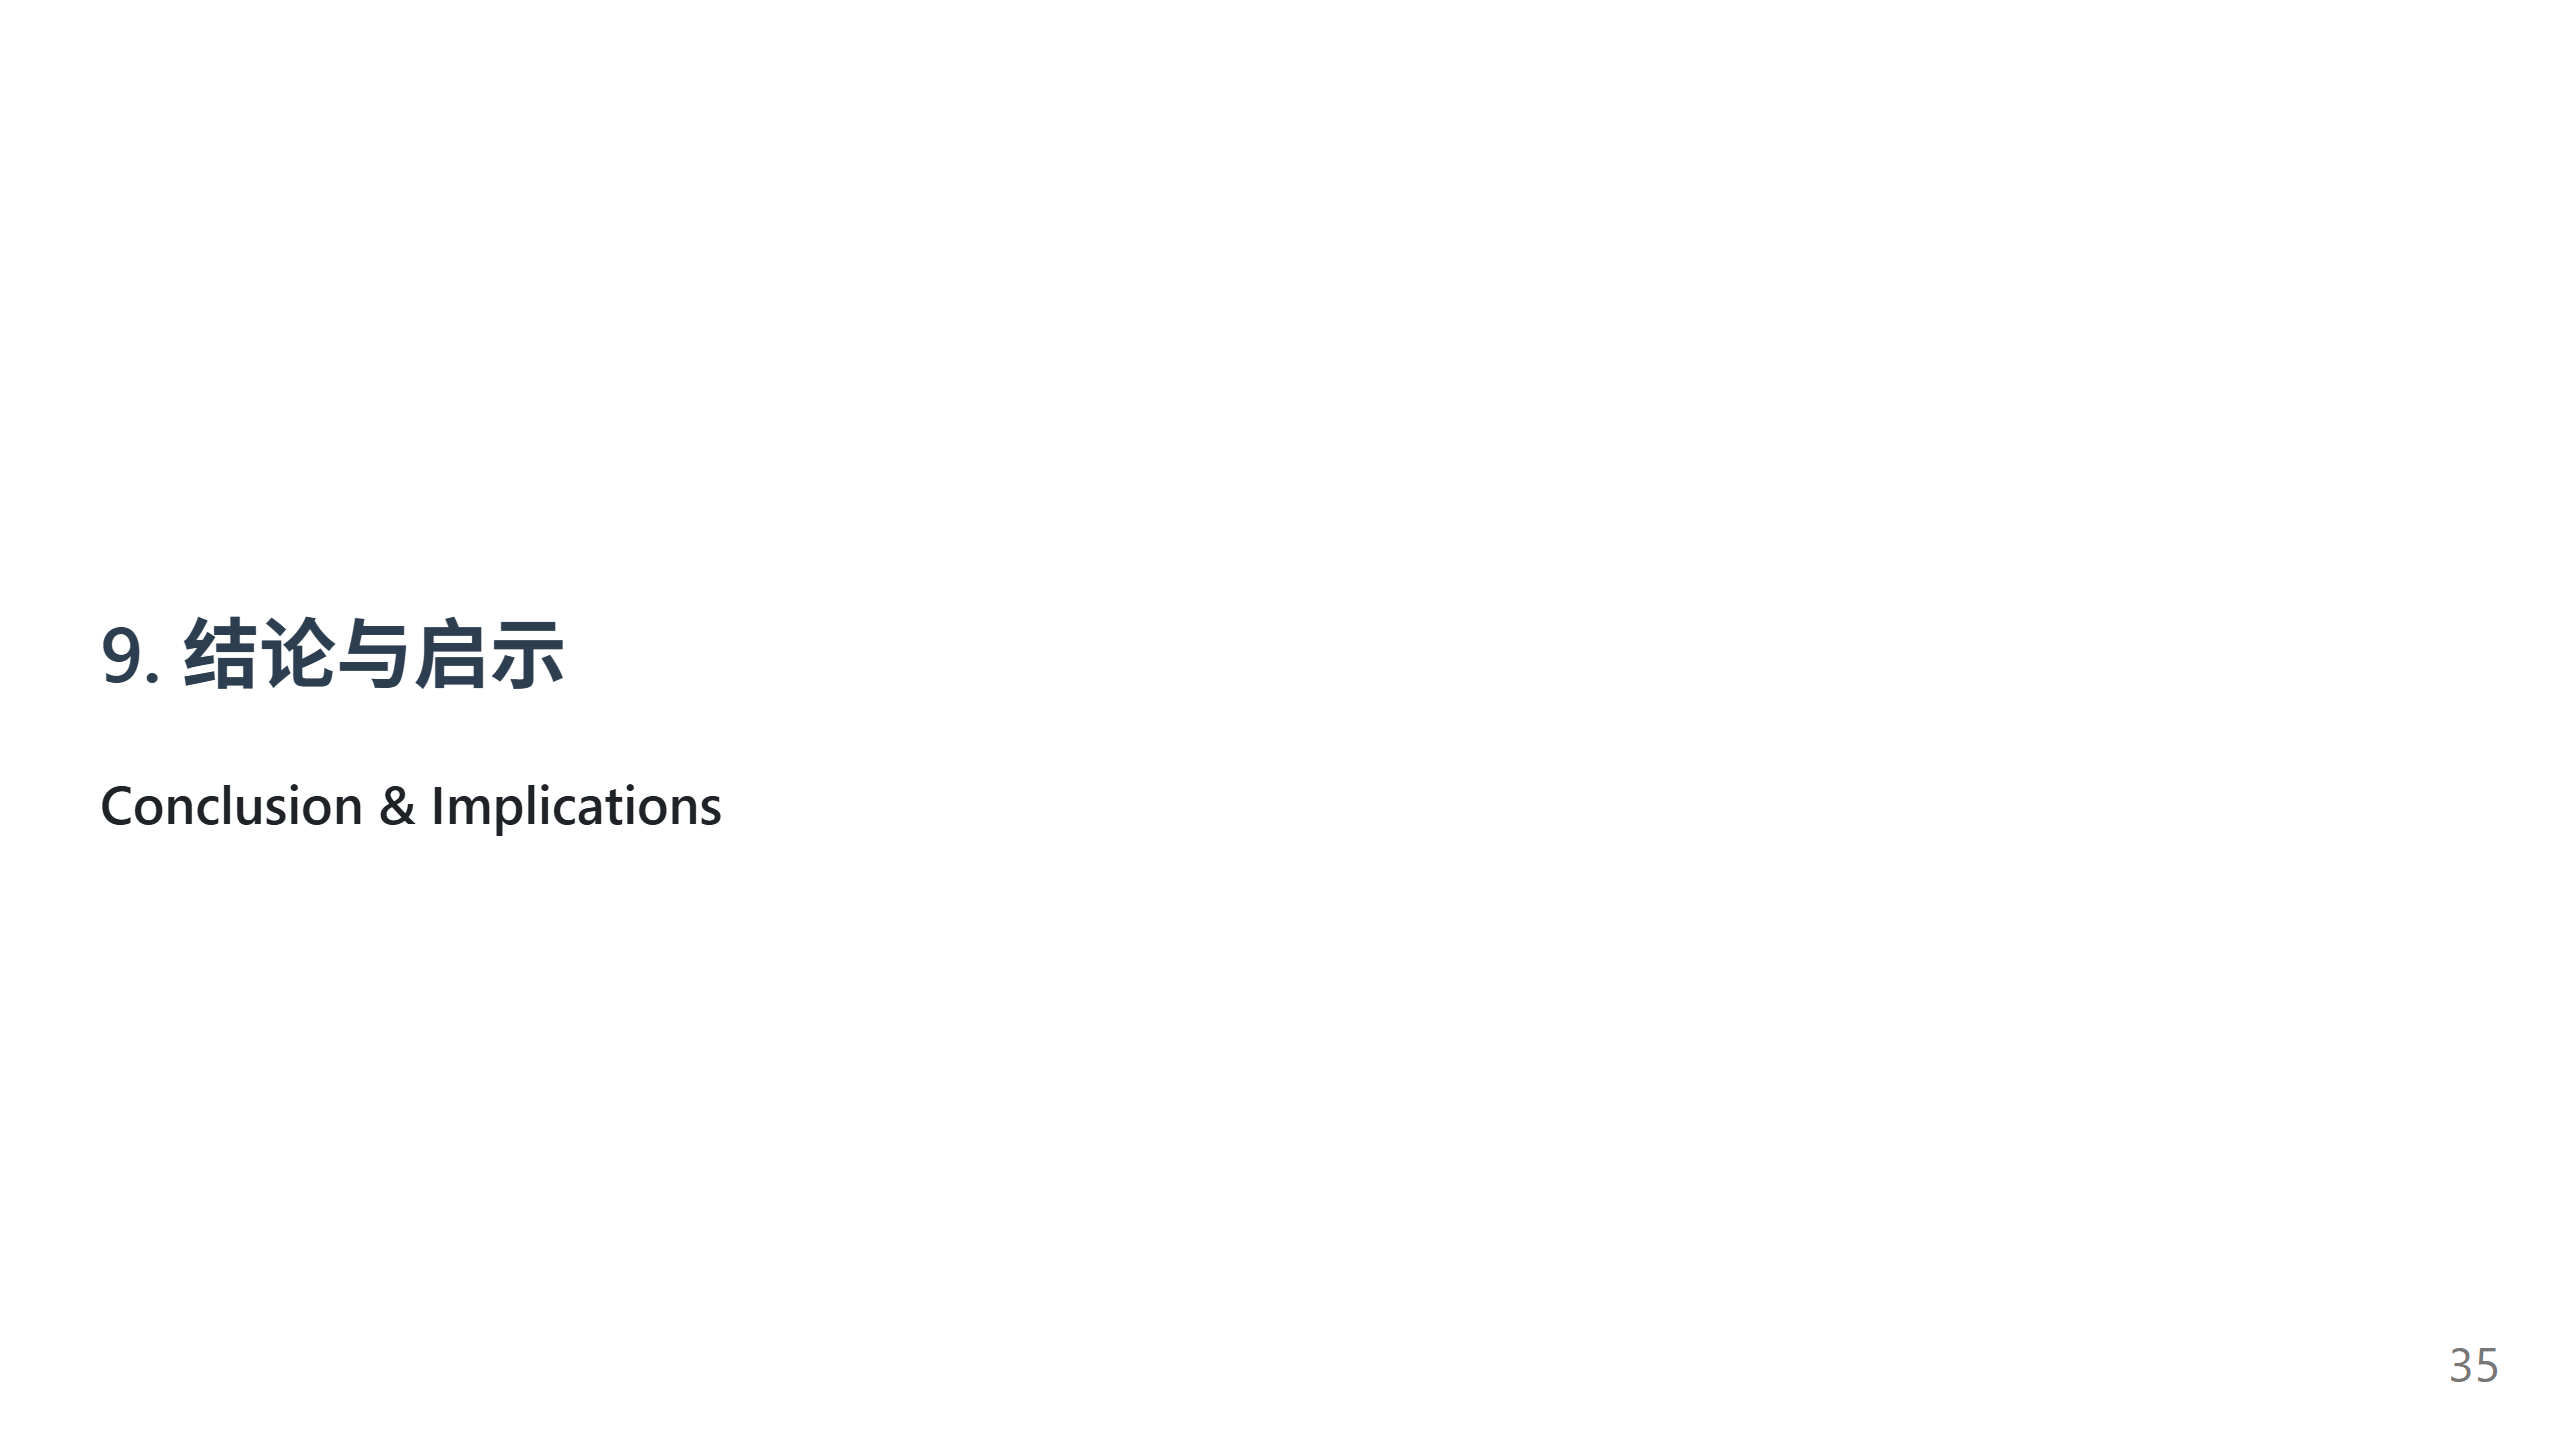 9. 结论与启示
Conclusion & Implications
35